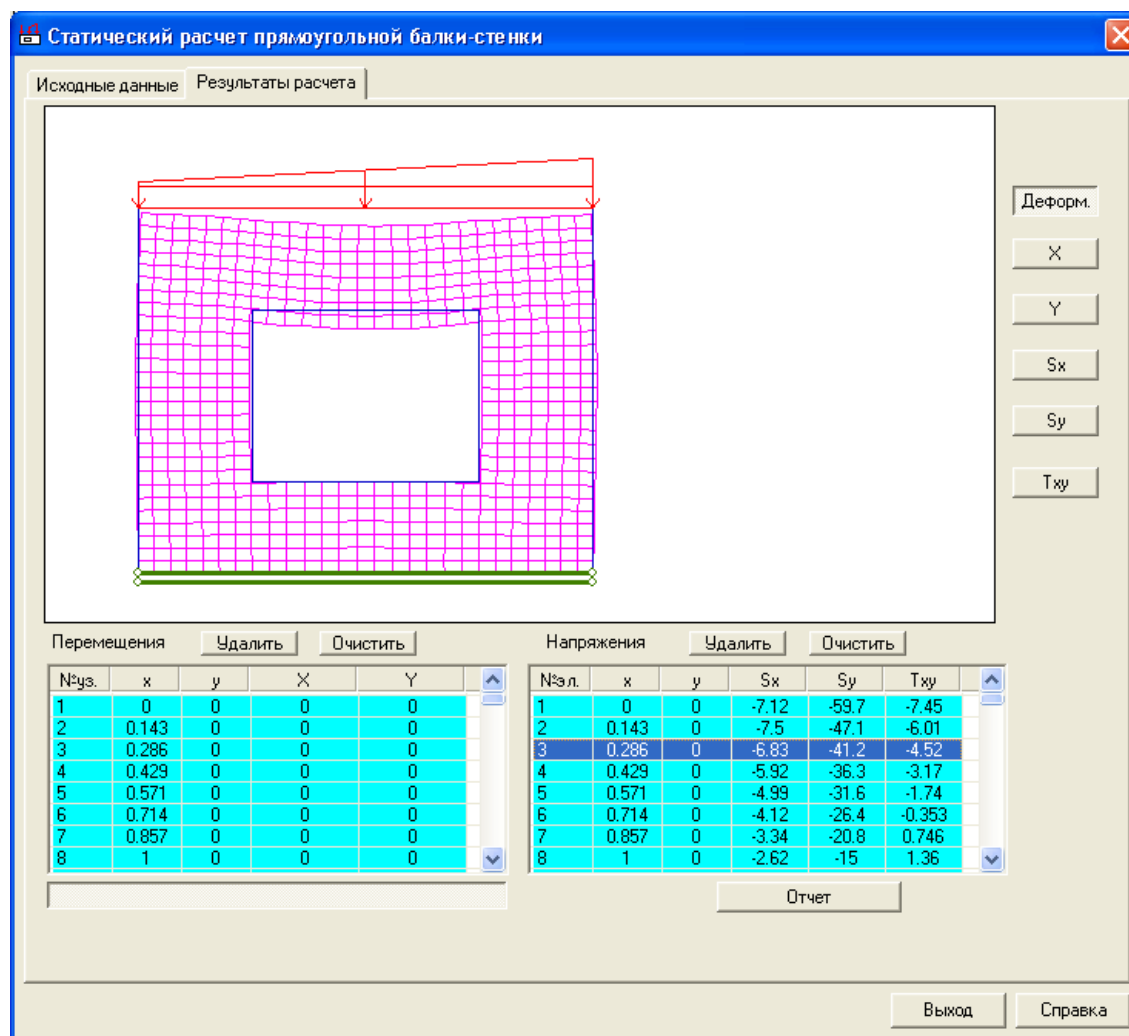 Статический расчет прямоугольной балки-стенки
Исходные данные Результаты расчета
Деформ.
X
Y
Sx
Sy
Txy
Перемещения Удалить Очистить Напряжения Удалить Очистить
№уз. x y X Y
1 0 0 0 0
2 0.143 0 0 0
3 0.286 0 0 0
4 0.429 0 0 0
5 0.571 0 0 0
6 0.714 0 0 0
7 0.857 0 0 0
8 1 0 0 0
№эл. x y Sx Sy Txy
1 0 0 -7.12 -59.7 -7.45
2 0.143 0 -7.5 -47.1 -6.01
3 0.286 0 -6.83 -41.2 -4.52
4 0.429 0 -5.92 -36.3 -3.17
5 0.571 0 -4.99 -31.6 -1.74
6 0.714 0 -4.12 -26.4 -0.353
7 0.857 0 -3.34 -20.8 0.746
8 1 0 -2.62 -15 1.36
Отчет
Выход Справка